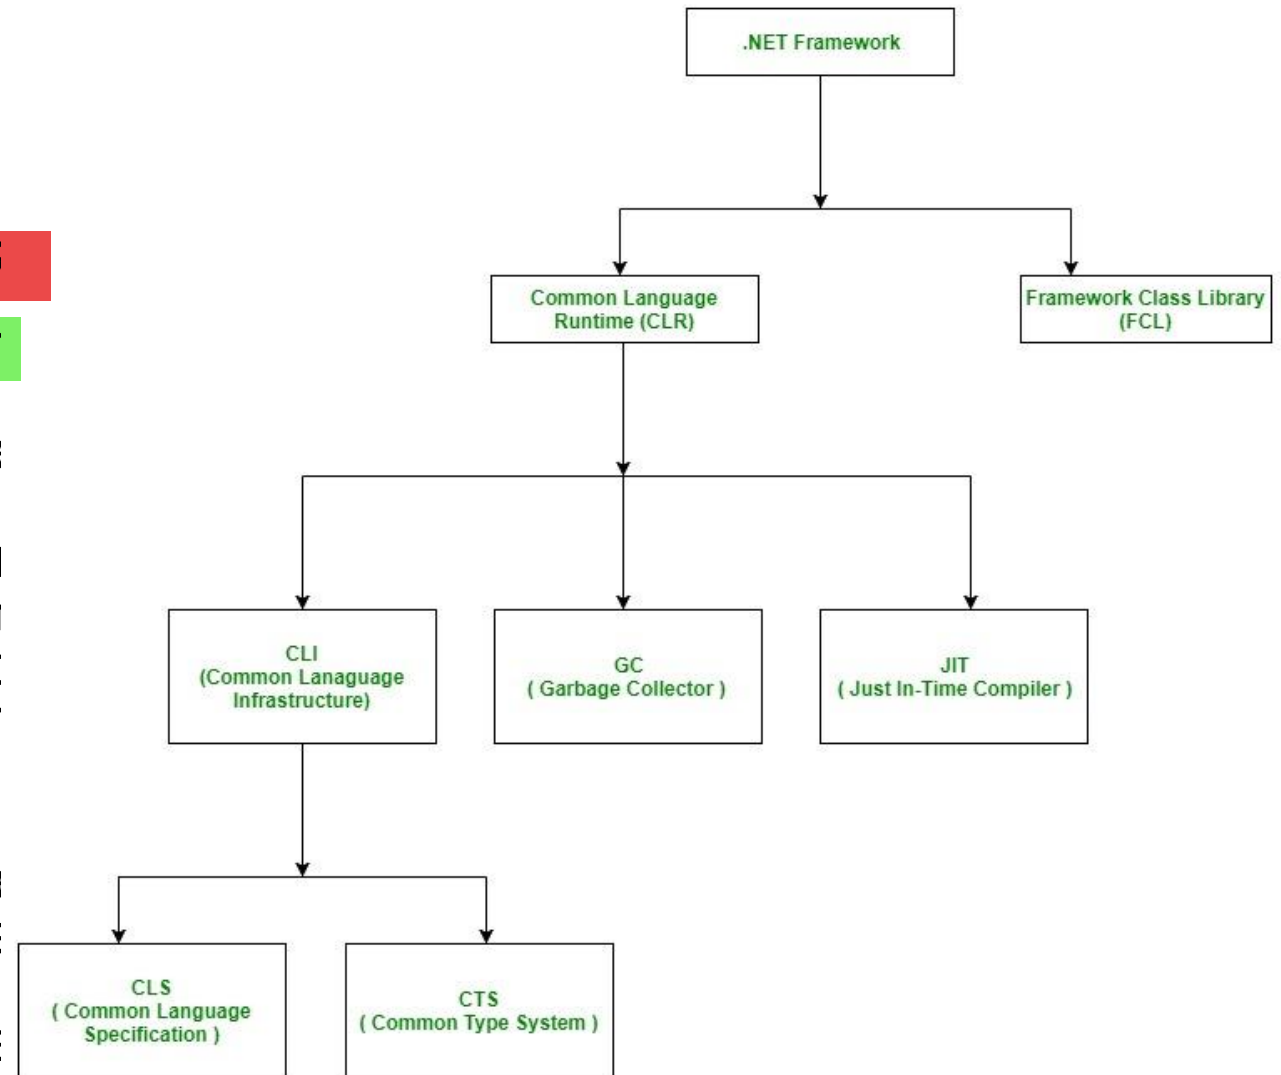 .NET Framework
Common Language
Runtime (CLR)
Framework Class Library
(FCL)
CLI
(Common Lanaguage
Infrastructure)
GC
( Garbage Collector )
JIT
( Just In-Time Compiler )
CLS
( Common Language
Specification )
CTS
( Common Type System )